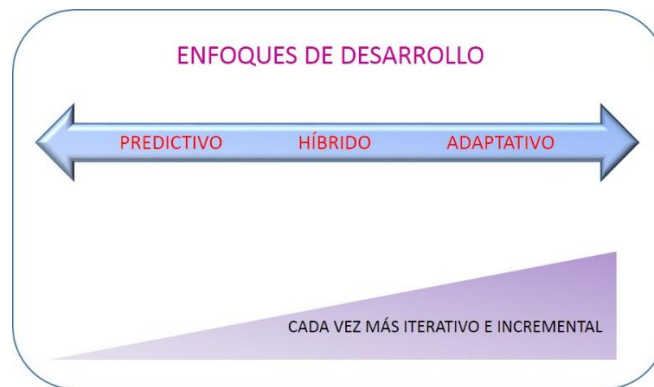 ENFOQUES DE DESARROLLO
PREDICTIVO HÍBRIDO ADAPTATIVO
CADA VEZ MÁS ITERATIVO E INCREMENTAL